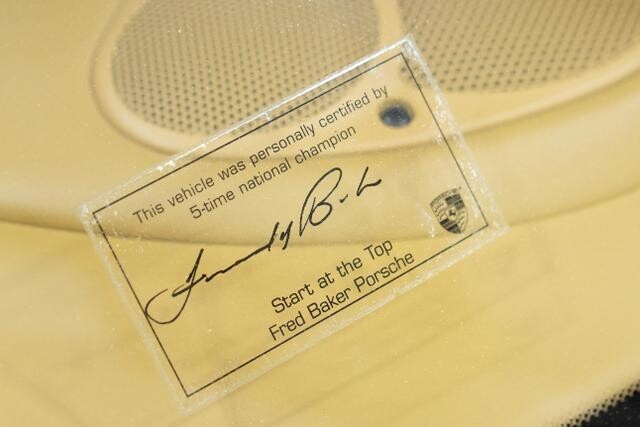 This vehicle was personally certified by
5-time national champion
Start at the Top
Fred Baker Porsche